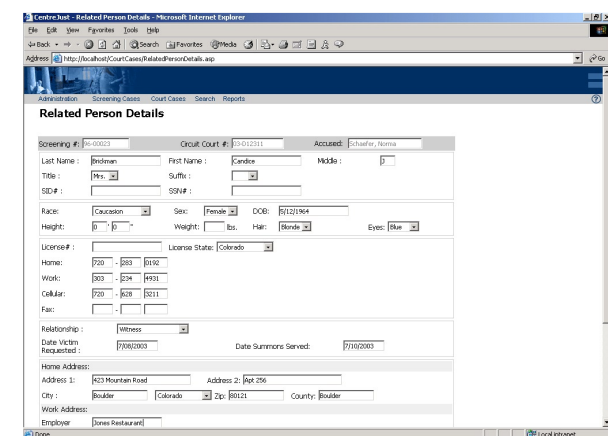 CentreJust - Related Person Details - Microsoft Internet Explorer
File Edit View Favorites Tools Help
Back Search Favorites Media
Address http://localhost/CourtCases/RelatedPersonDetails.asp Go
Administration Screening Cases Court Cases Search Reports ?
Related Person Details
Screening #: 96-00023 Circuit Court #: 03-D12311 Accused: Schaefer, Norma
Last Name : Brickman First Name : Candice Middle : J
Title : Mrs. Suffix :
SID# : SSN# :
Race: Caucasion Sex: Female DOB: 5/12/1964
Height: 0 ' 0 " Weight: lbs. Hair: Blonde Eyes: Blue
License# : License State: Colorado
Home: 720 - 283 0192
Work: 303 - 234 4931
Cellular: 720 - 628 3211
Fax: -
Relationship : Witness
Date Victim
Requested : 7/08/2003 Date Summons Served: 7/10/2003
Home Address:
Address 1: 423 Mountain Road Address 2: Apt 256
City : Boulder Colorado Zip: 80121 County: Boulder
Work Address:
Employer Jones Restaurant
Done Local intranet